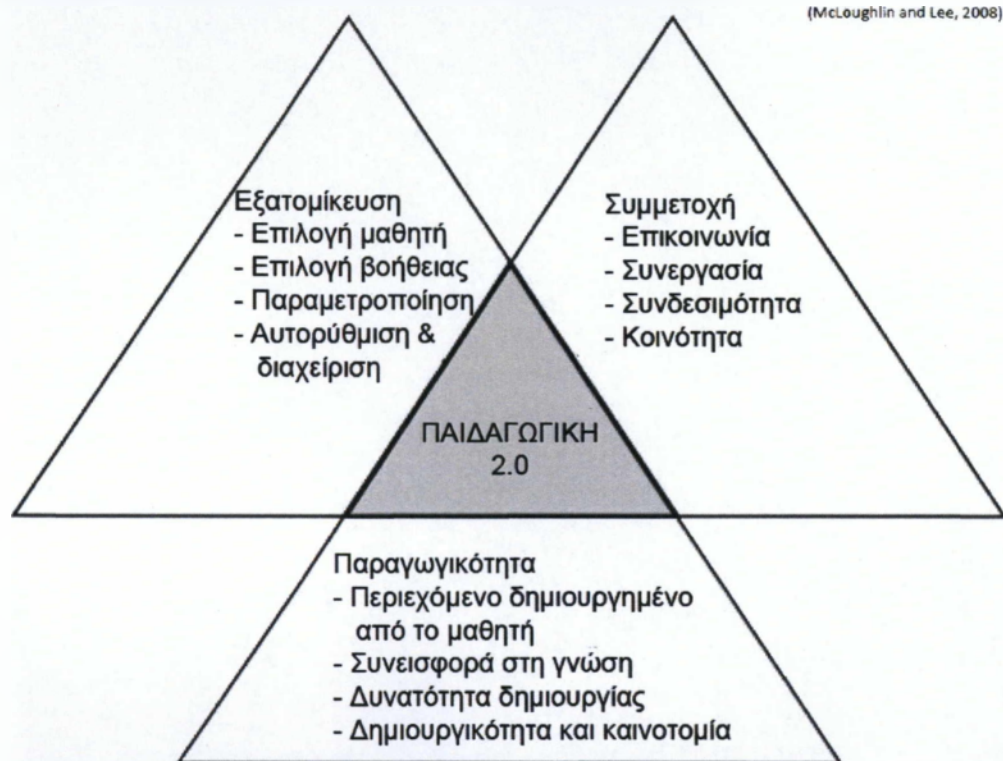 (McLoughlin and Lee, 2008)
Εξατομίκευση
- Επιλογή μαθητή
- Επιλογή βοήθειας
- Παραμετροποίηση
- Αυτορύθμιση &
διαχείριση
Συμμετοχή
- Επικοινωνία
- Συνεργασία
- Συνδεσιμότητα
- Κοινότητα
ΠΑΙΔΑΓΩΓΙΚΗ
2.0
Παραγωγικότητα
- Περιεχόμενο δημιουργημένο
από το μαθητή
- Συνεισφορά στη γνώση
- Δυνατότητα δημιουργίας
- Δημιουργικότητα και καινοτομία